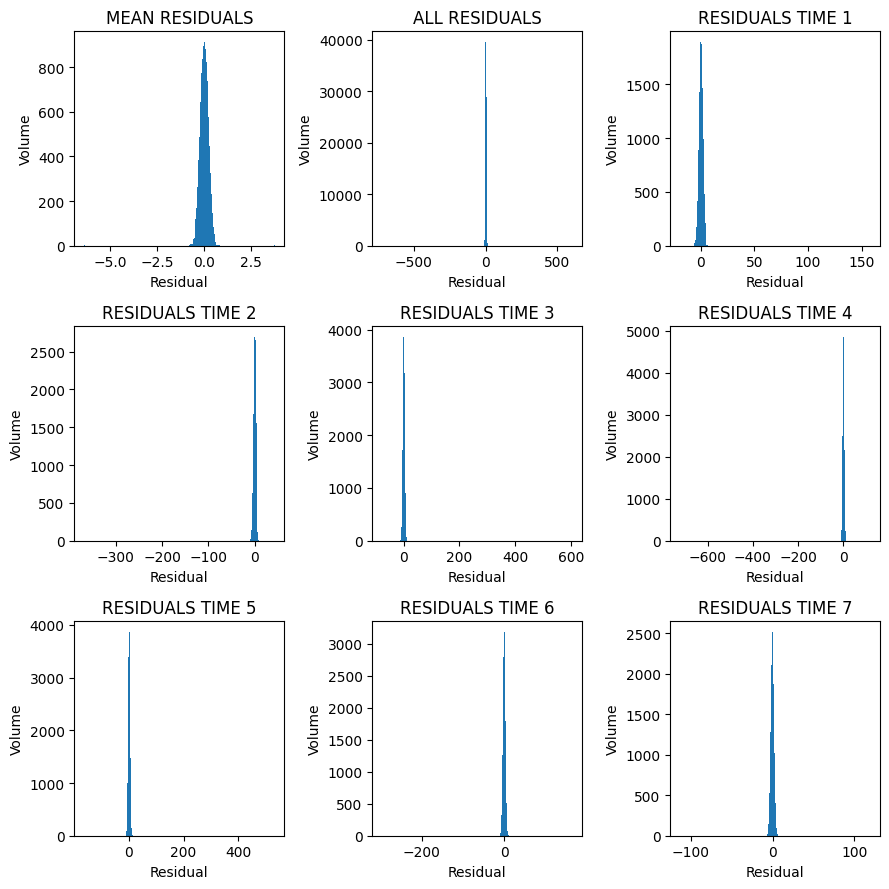 MEAN RESIDUALS
Volume
800
600
400
200
0
−5.0 −2.5 0.0 2.5
Residual
ALL RESIDUALS
Volume
40000
30000
20000
10000
0
−500 0 500
Residual
RESIDUALS TIME 1
Volume
1500
1000
500
0
0 50 100 150
Residual
RESIDUALS TIME 2
Volume
2500
2000
1500
1000
500
0
−300 −200 −100 0
Residual
RESIDUALS TIME 3
Volume
4000
3000
2000
1000
0
0 200 400 600
Residual
RESIDUALS TIME 4
Volume
5000
4000
3000
2000
1000
0
−600 −400 −200 0
Residual
RESIDUALS TIME 5
Volume
4000
3000
2000
1000
0
0 200 400
Residual
RESIDUALS TIME 6
Volume
3000
2500
2000
1500
1000
500
0
−200 0
Residual
RESIDUALS TIME 7
Volume
2500
2000
1500
1000
500
0
−100 0 100
Residual